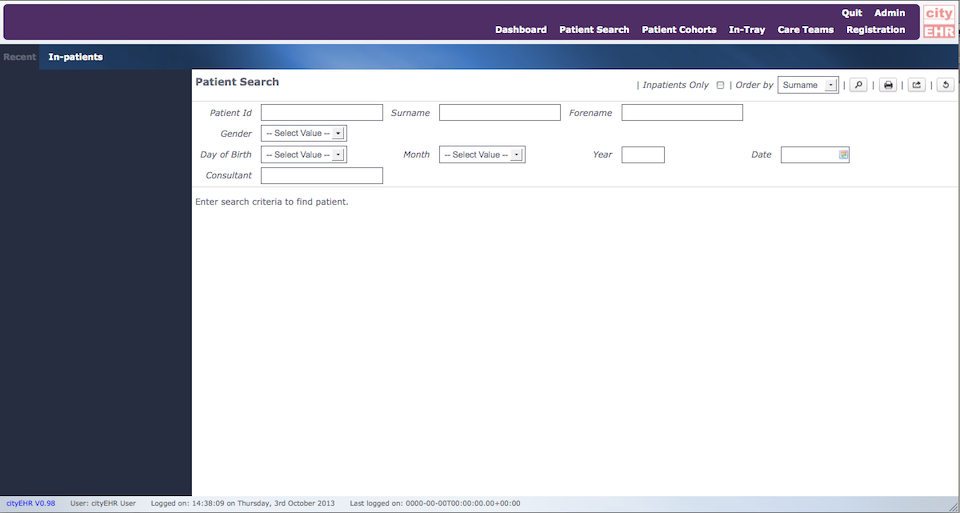 Quit Admin
city
EHR
Dashboard Patient Search Patient Cohorts In-Tray Care Teams Registration
Recent In-patients
Patient Search | Inpatients Only | Order by Surname | | | |
Patient Id Surname Forename
Gender -- Select Value --
Day of Birth -- Select Value -- Month -- Select Value -- Year Date
Consultant
Enter search criteria to find patient.
cityEHR V0.98 User: cityEHR User Logged on: 14:38:09 on Thursday, 3rd October 2013 Last logged on: 0000-00-00T00:00:00.00+00:00